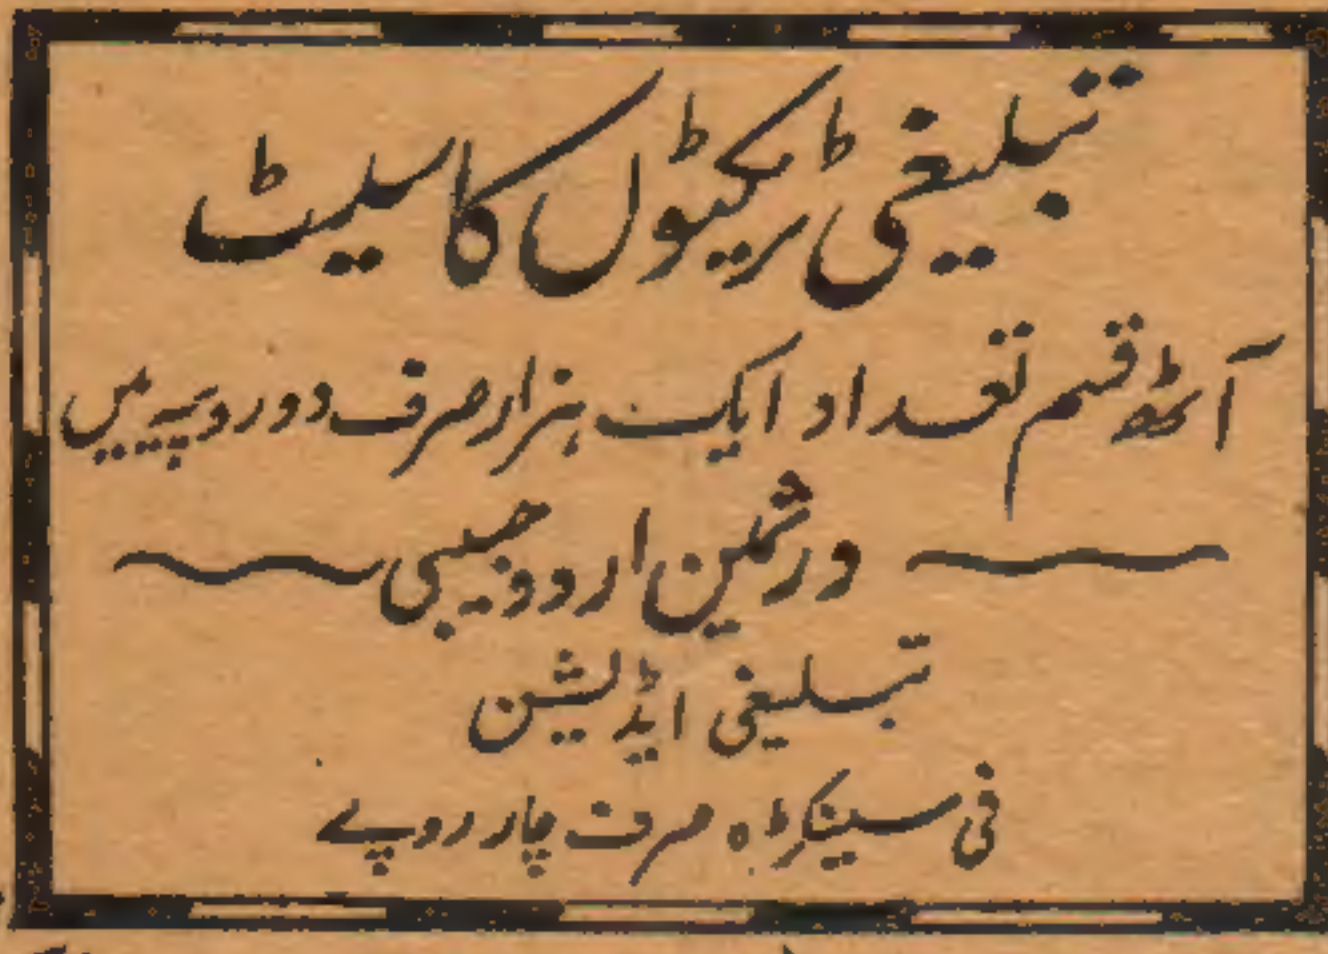 تبلیغی ٹریکٹوں کا سیٹ
آٹھ قسم تعداد ایک ہزار صرف دو روپیہ میں
درثمین اردو جیبی
تبلیغی ایڈیشن
فی سینکڑہ صرف چار روپے